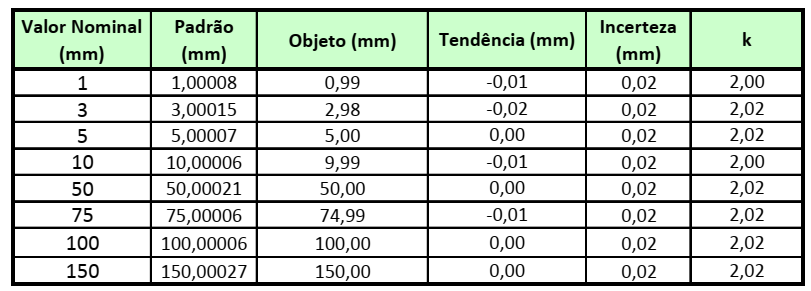 Valor Nominal (mm) Padrão (mm) Objeto (mm) Tendência (mm) Incerteza (mm) k
1 1,00008 0,99 -0,01 0,02 2,00
3 3,00015 2,98 -0,02 0,02 2,02
5 5,00007 5,00 0,00 0,02 2,02
10 10,00006 9,99 -0,01 0,02 2,00
50 50,00021 50,00 0,00 0,02 2,02
75 75,00006 74,99 -0,01 0,02 2,02
100 100,00006 100,00 0,00 0,02 2,02
150 150,00027 150,00 0,00 0,02 2,02